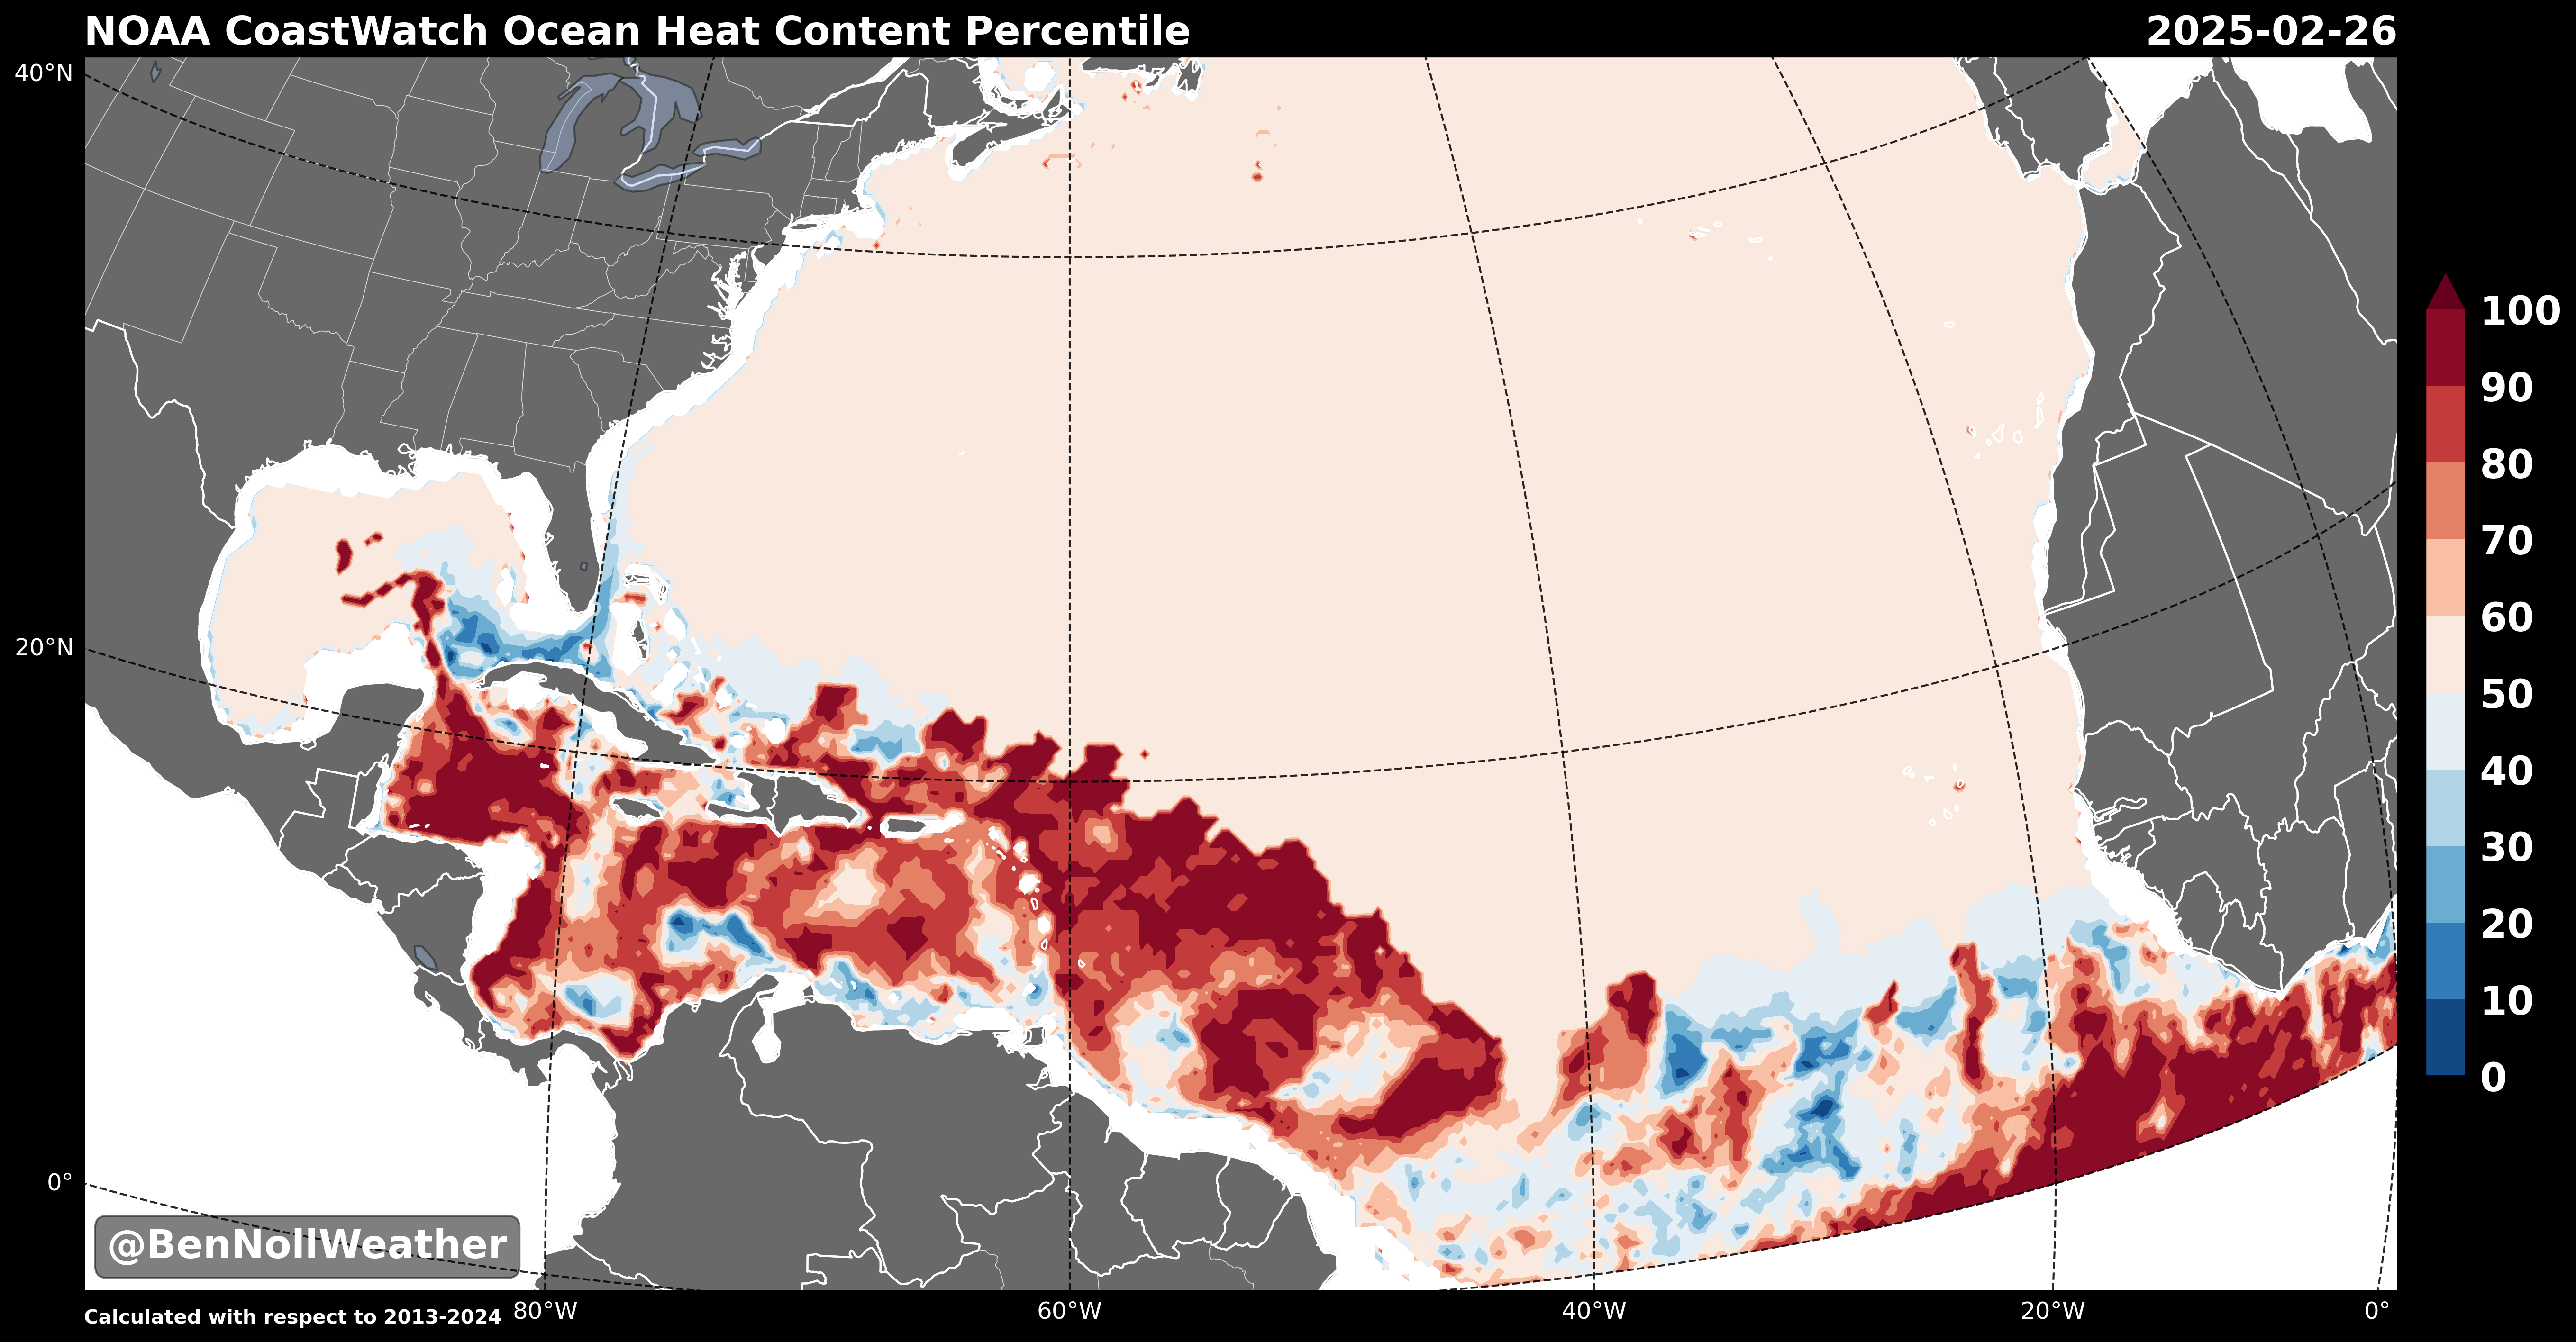 NOAA CoastWatch Ocean Heat Content Percentile
2025-02-26
40°N
20°N
0°
100
90
80
70
60
50
40
30
20
10
0
@BenNollWeather
Calculated with respect to 2013-2024
80°W
60°W
40°W
20°W
0°